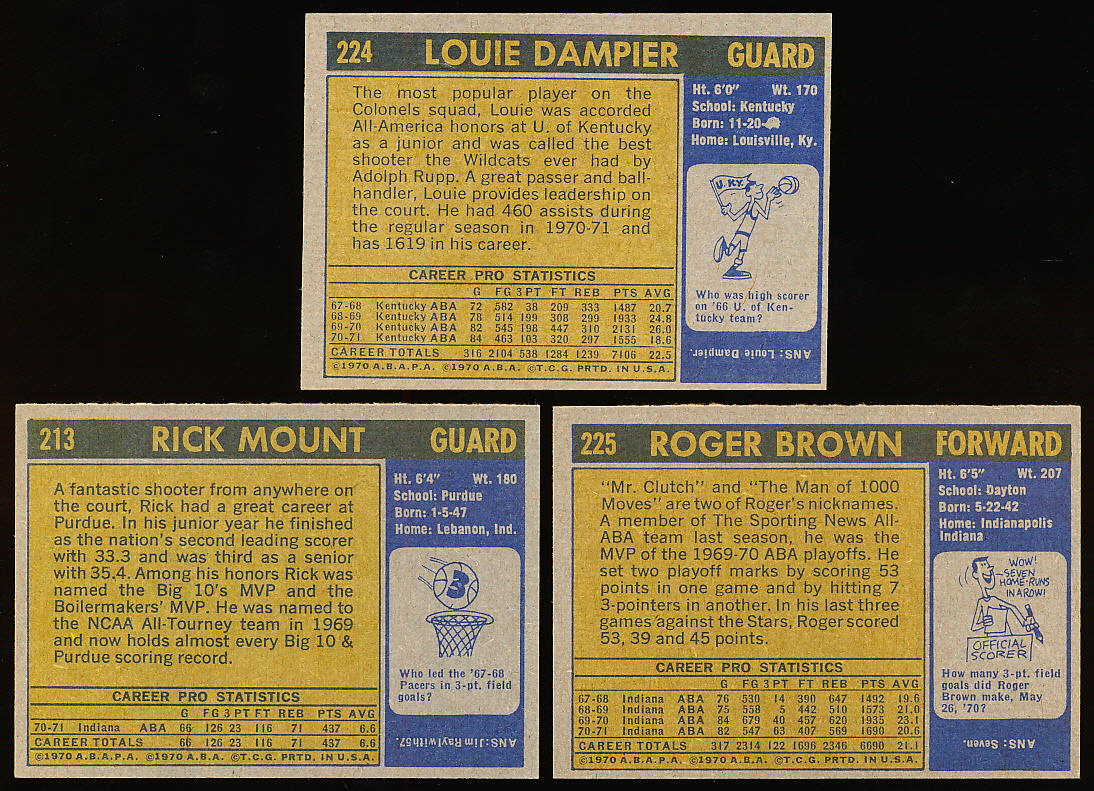 224 LOUIE DAMPIER GUARD
The most popular player on the
Colonels squad, Louie was accorded
All-America honors at U. of Kentucky
as a junior and was called the best
shooter the Wildcats ever had by
Adolph Rupp. A great passer and ball-
handler, Louie provides leadership on
the court. He had 460 assists during
the regular season in 1970-71 and
has 1619 in his career.
CAREER PRO STATISTICS
G FG 3PT FT REB PTS AVG
67-68 Kentucky ABA 72 582 38 209 333 1487 20.7
68-69 Kentucky ABA 78 514 199 308 299 1933 24.8
69-70 Kentucky ABA 82 545 198 447 310 2131 26.0
70-71 Kentucky ABA 84 463 103 320 297 1555 18.6
CAREER TOTALS 316 2104 538 1284 1239 7106 22.5
©1970 A.B.A.P.A. ©1970 A.B.A. ©T.C.G. PRTD. IN U.S.A.
Ht. 6'0" Wt. 170
School: Kentucky
Born: 11-20-
Home: Louisville, Ky.
U. KY.
Who was high scorer
on '66 U. of Ken-
tucky team?
ANS: Louie Dampier.
213 RICK MOUNT GUARD
A fantastic shooter from anywhere on
the court, Rick had a great career at
Purdue. In his junior year he finished
as the nation's second leading scorer
with 33.3 and was third as a senior
with 35.4. Among his honors Rick was
named the Big 10's MVP and the
Boilermakers' MVP. He was named to
the NCAA All-Tourney team in 1969
and now holds almost every Big 10 &
Purdue scoring record.
CAREER PRO STATISTICS
G FG 3PT FT REB PTS AVG
70-71 Indiana ABA 66 126 23 116 71 437 6.6
CAREER TOTALS 66 126 23 116 71 437 6.6
©1970 A.B.A.P.A. ©1970 A.B.A. ©T.C.G. PRTD. IN U.S.A.
Ht. 6'4" Wt. 180
School: Purdue
Born: 1-5-47
Home: Lebanon, Ind.
3
Who led the '67-68
Pacers in 3-pt. field
goals?
ANS: Jim Rayl with 57.
225 ROGER BROWN FORWARD
"Mr. Clutch" and "The Man of 1000
Moves" are two of Roger's nicknames.
A member of The Sporting News All-
ABA team last season, he was the
MVP of the 1969-70 ABA playoffs. He
set two playoff marks by scoring 53
points in one game and by hitting 7
3-pointers in another. In his last three
games against the Stars, Roger scored
53, 39 and 45 points.
CAREER PRO STATISTICS
G FG 3PT FT REB PTS AVG
67-68 Indiana ABA 76 530 14 390 647 1492 19.6
68-69 Indiana ABA 75 558 5 442 510 1573 21.0
69-70 Indiana ABA 84 679 40 457 620 1935 23.1
70-71 Indiana ABA 82 547 63 407 569 1690 20.6
CAREER TOTALS 317 2314 122 1696 2346 6690 21.1
©1970 A.B.A.P.A. ©1970 A.B.A. ©T.C.G. PRTD. IN U.S.A.
Ht. 6'5" Wt. 207
School: Dayton
Born: 5-22-42
Home: Indianapolis
Indiana
WOW!
SEVEN
HOME-RUNS
IN A ROW!
OFFICIAL
SCORER
How many 3-pt. field
goals did Roger
Brown make, May
26, '70?
ANS: Seven.